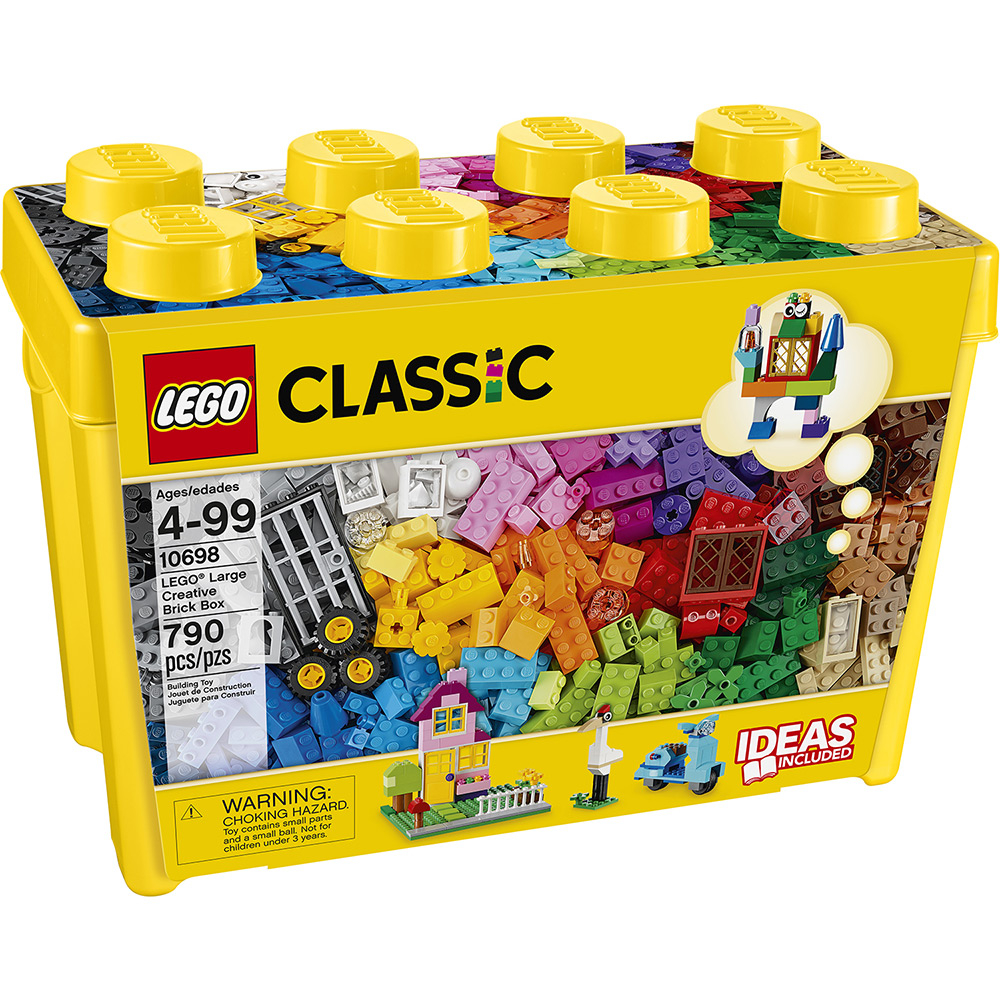 LEGO
CLASSiC
Ages/edades
4-99
10698
LEGO® Large
Creative
Brick Box
790
pcs/pzs
Building Toy
Jouet de Construction
Juguete para Construir
WARNING:
CHOKING HAZARD.
Toy contains small parts
and a small ball. Not for
children under 3 years.
IDEAS
INCLUDED